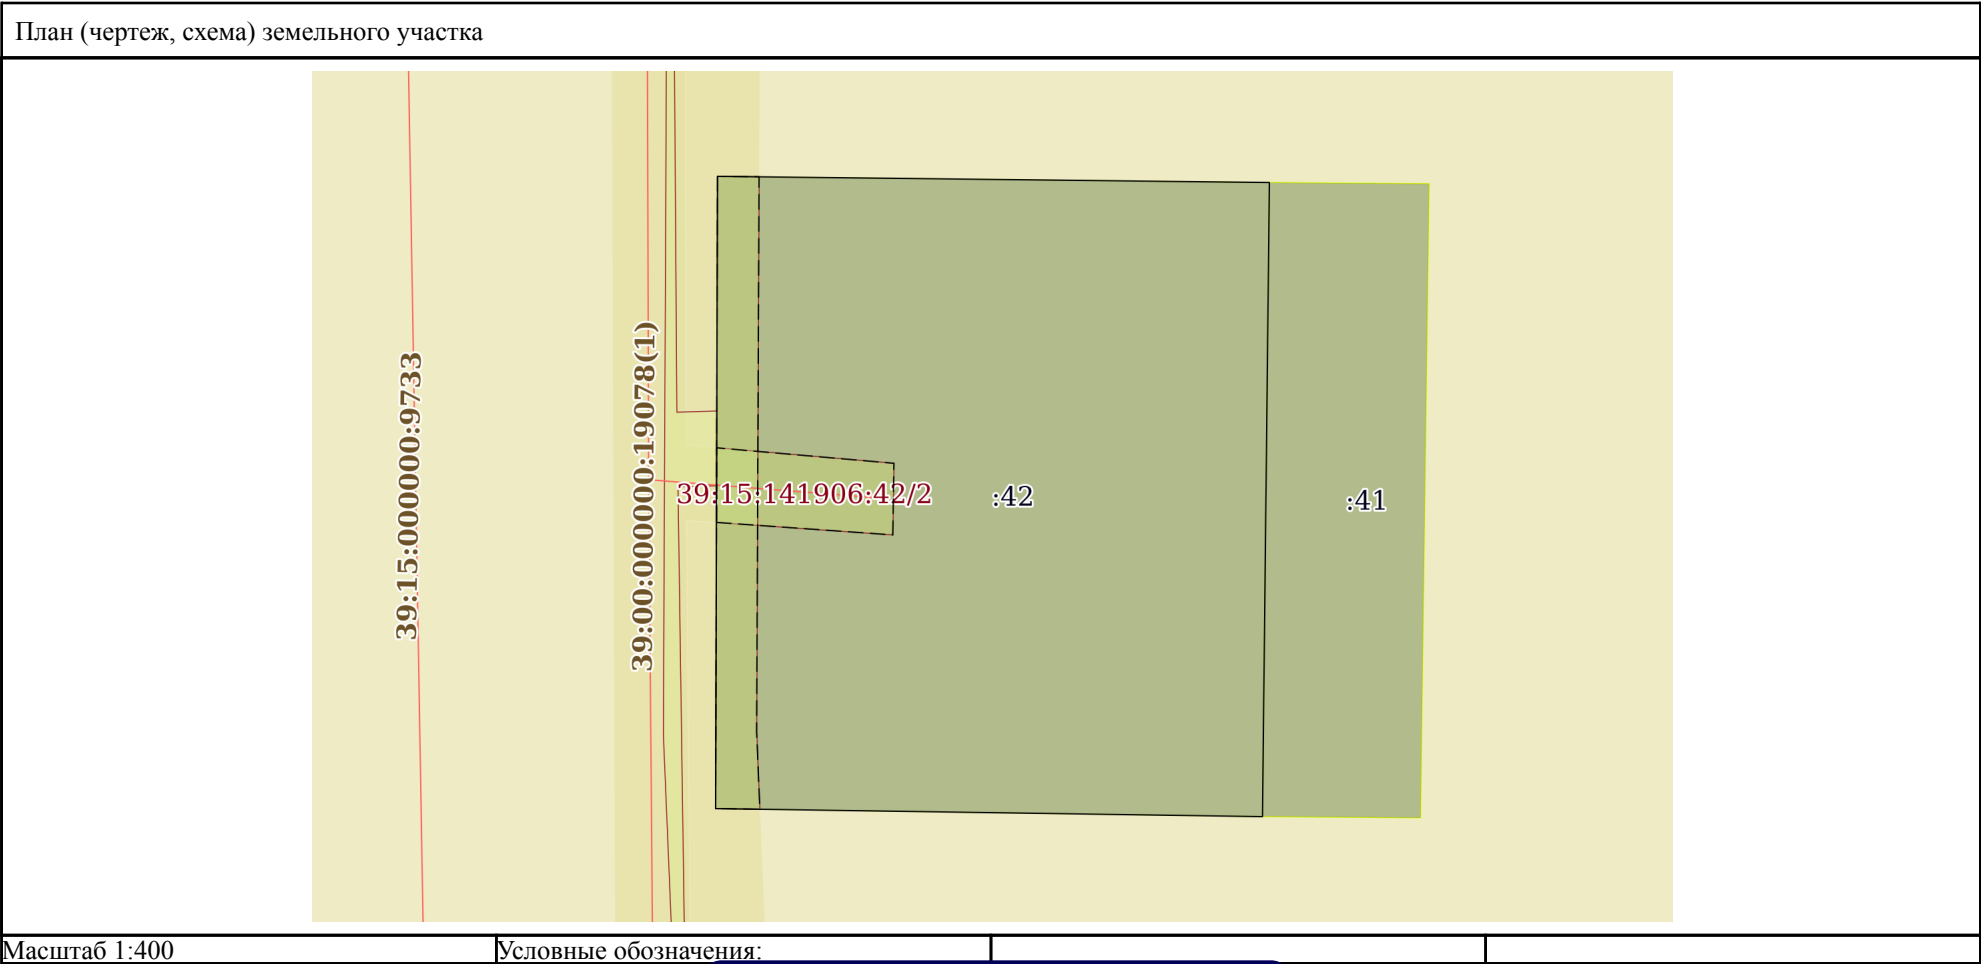 План (чертеж, схема) земельного участка
39:15:000000:9733
39:00:000000:19078(1)
39:15:141906:42/2
:42
:41
Масштаб 1:400
Условные обозначения: